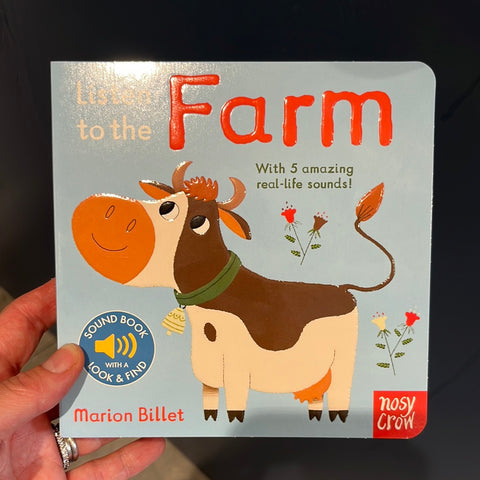 Listen
to the
Farm
With 5 amazing
real-life sounds!
SOUND BOOK
WITH A
LOOK & FIND
Marion Billet
nosy
crow